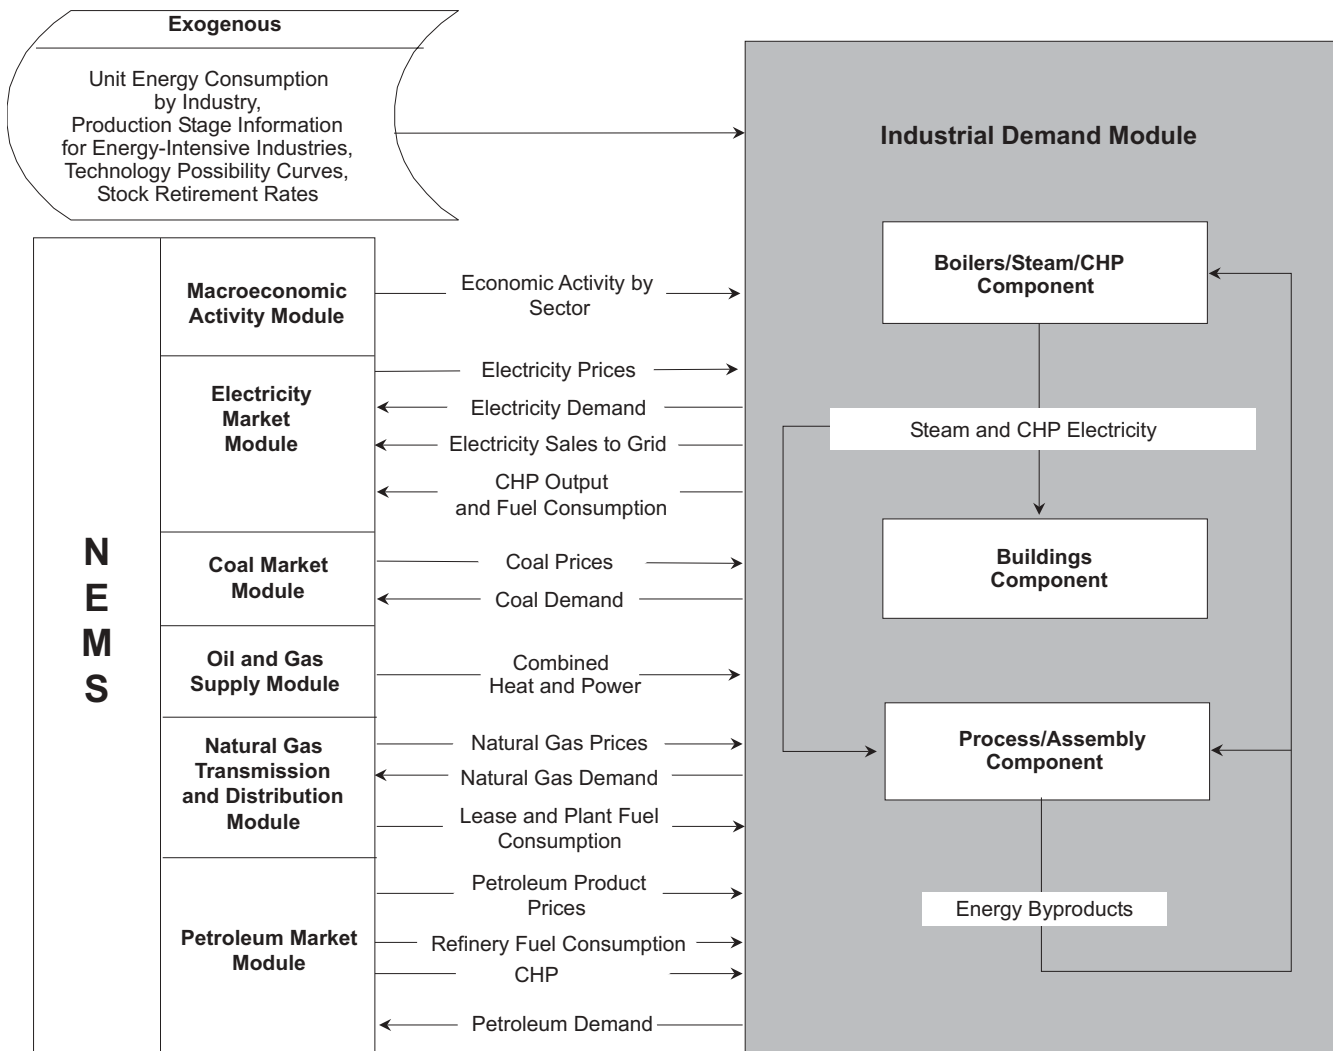 Exogenous
Unit Energy Consumption
by Industry,
Production Stage Information
for Energy-Intensive Industries,
Technology Possibility Curves,
Stock Retirement Rates
N
E
M
S
Macroeconomic
Activity Module
Electricity
Market
Module
Coal Market
Module
Oil and Gas
Supply Module
Natural Gas
Transmission
and Distribution
Module
Petroleum Market
Module
Economic Activity by
Sector
Electricity Prices
Electricity Demand
Electricity Sales to Grid
CHP Output
and Fuel Consumption
Coal Prices
Coal Demand
Combined
Heat and Power
Natural Gas Prices
Natural Gas Demand
Lease and Plant Fuel
Consumption
Petroleum Product
Prices
Refinery Fuel Consumption
CHP
Petroleum Demand
Industrial Demand Module
Boilers/Steam/CHP
Component
Steam and CHP Electricity
Buildings
Component
Process/Assembly
Component
Energy Byproducts